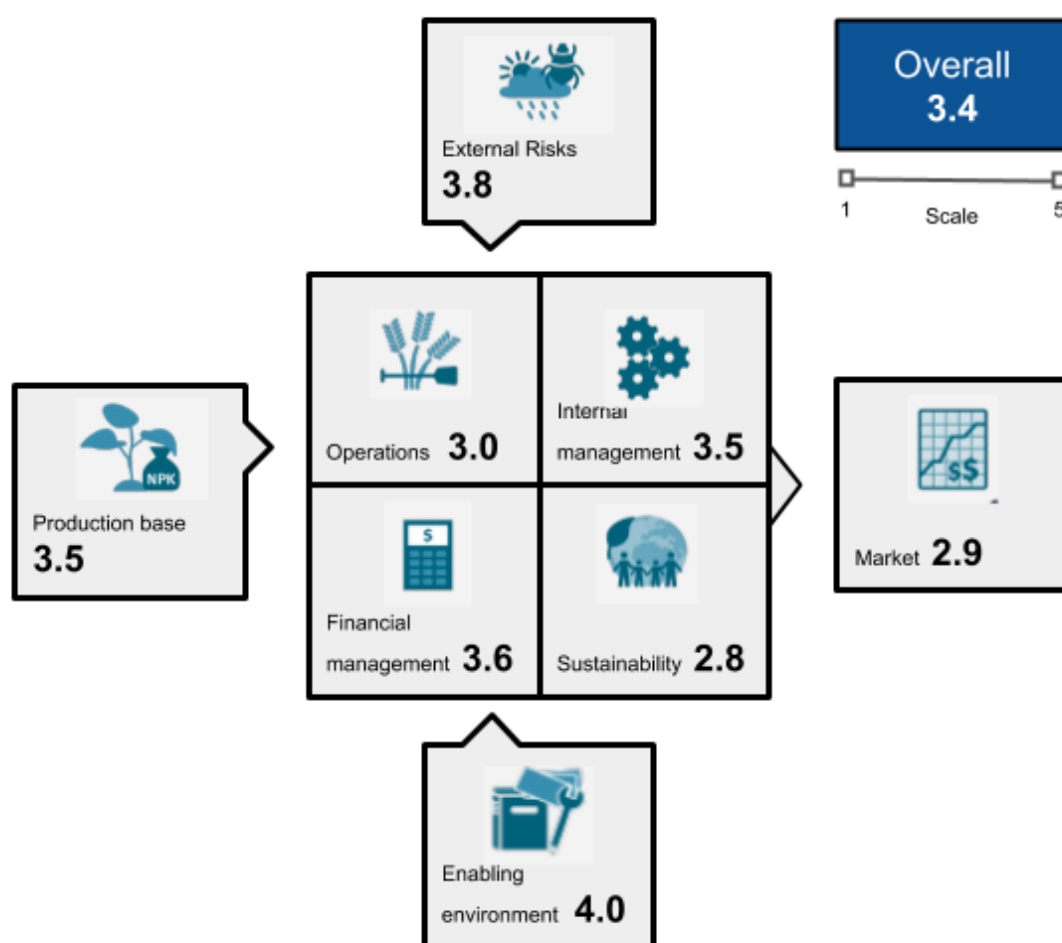 External Risks
3.8
Overall
3.4
1
Scale
5
Operations 3.0
Internal
management 3.5
NPK
Production base
3.5
$$
Market 2.9
$
Financial
management 3.6
Sustainability 2.8
Enabling
environment 4.0